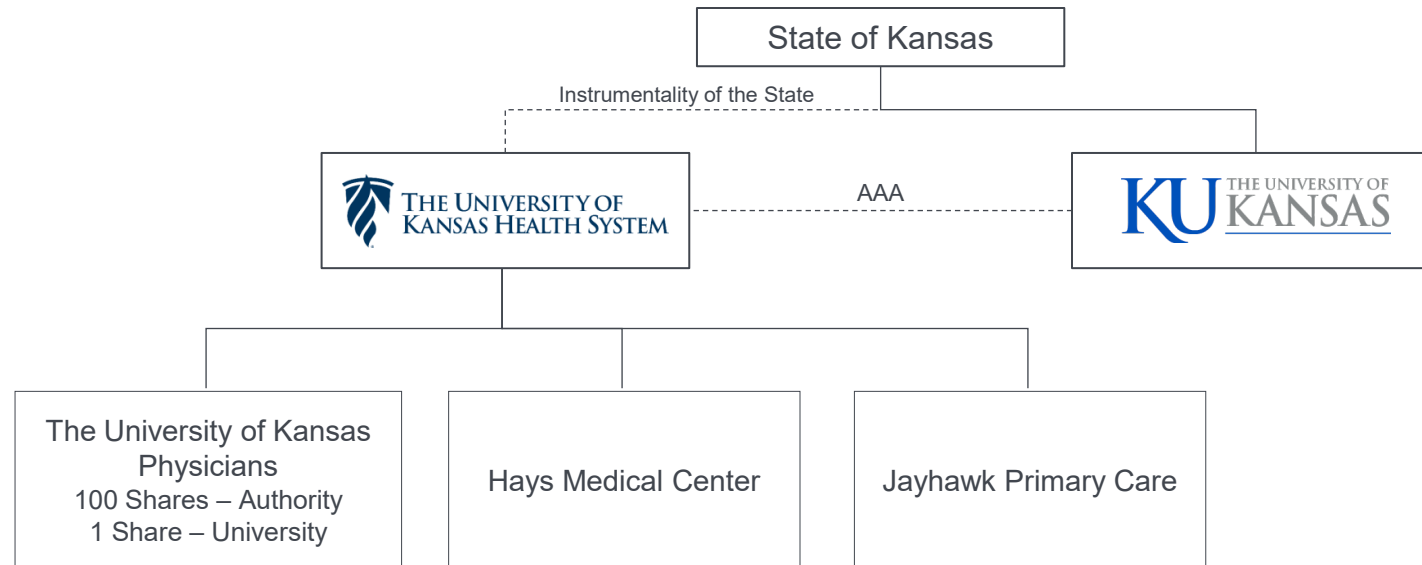 State of Kansas
Instrumentality of the State
THE UNIVERSITY OF
KANSAS HEALTH SYSTEM
AAA
KU THE UNIVERSITY OF
KANSAS
The University of Kansas
Physicians
100 Shares – Authority
1 Share – University
Hays Medical Center
Jayhawk Primary Care